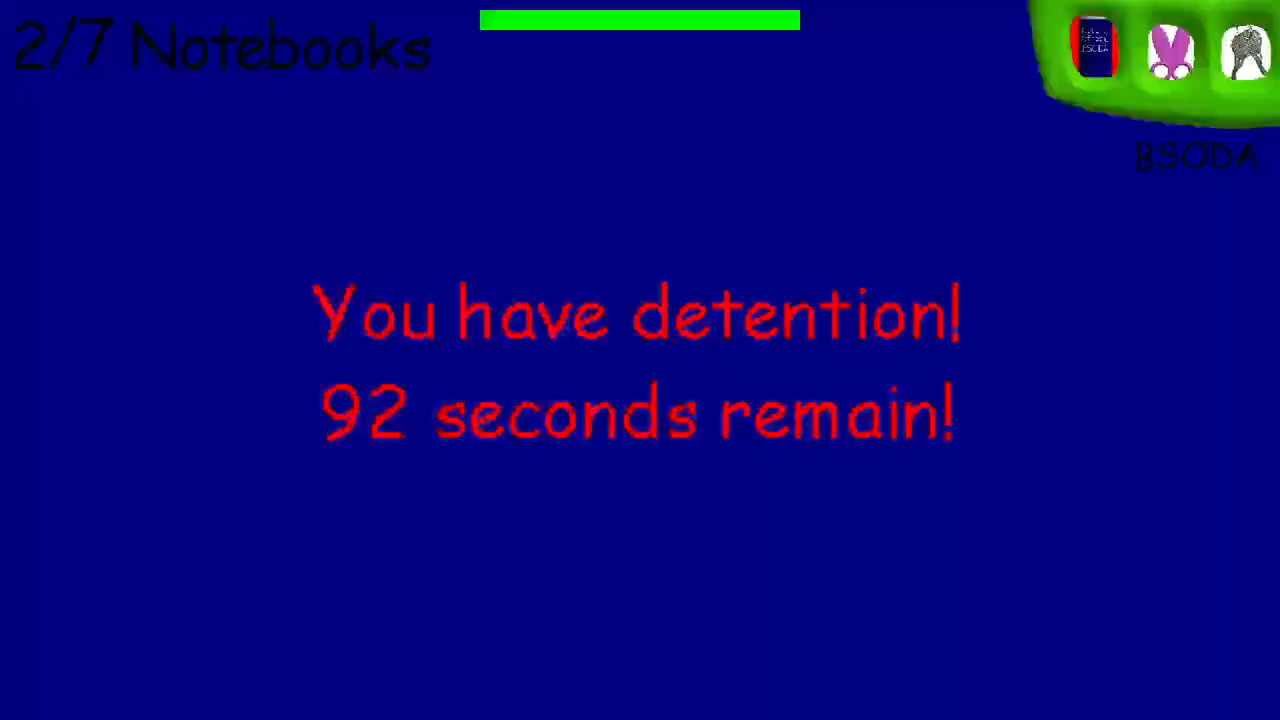 2/7 Notebooks
BSODA
You have detention!
92 seconds remain!